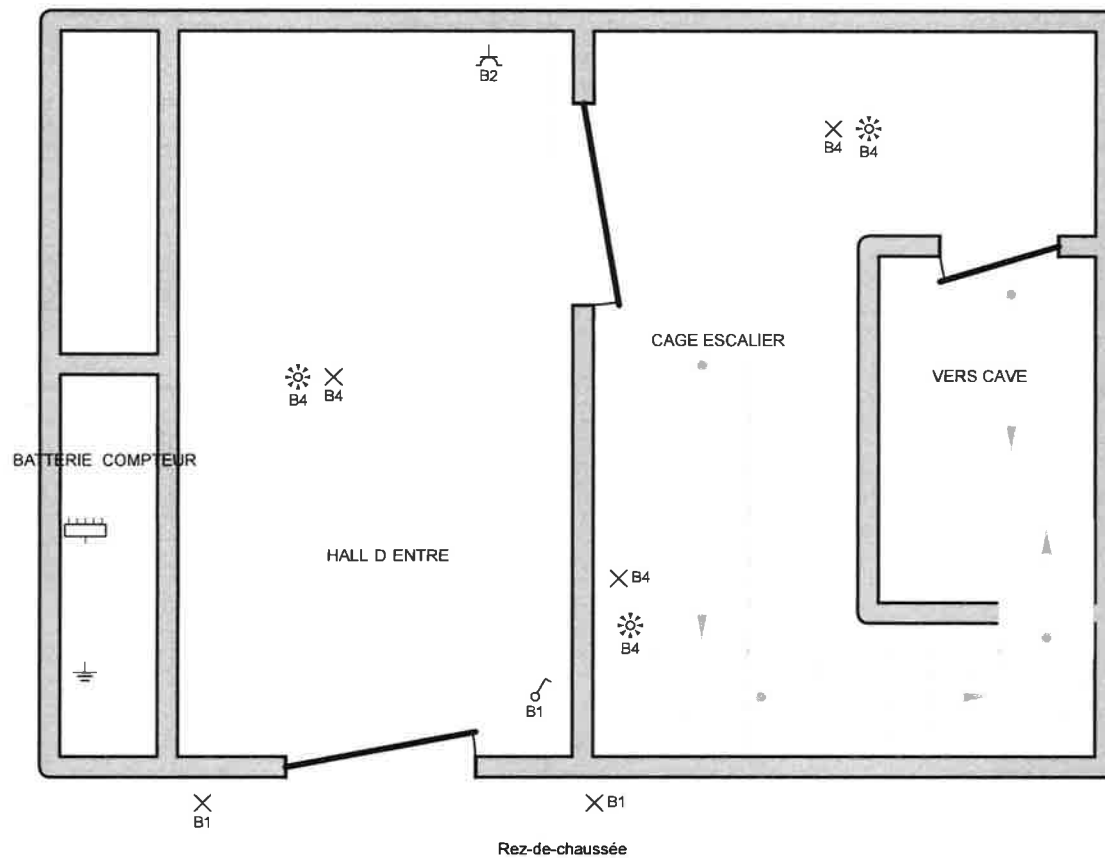 B2
B4
B4
CAGE ESCALIER
VERS CAVE
B4
B4
BATTERIE COMPTEUR
HALL D ENTRE
B4
B4
B1
B1
B1
Rez-de-chaussée